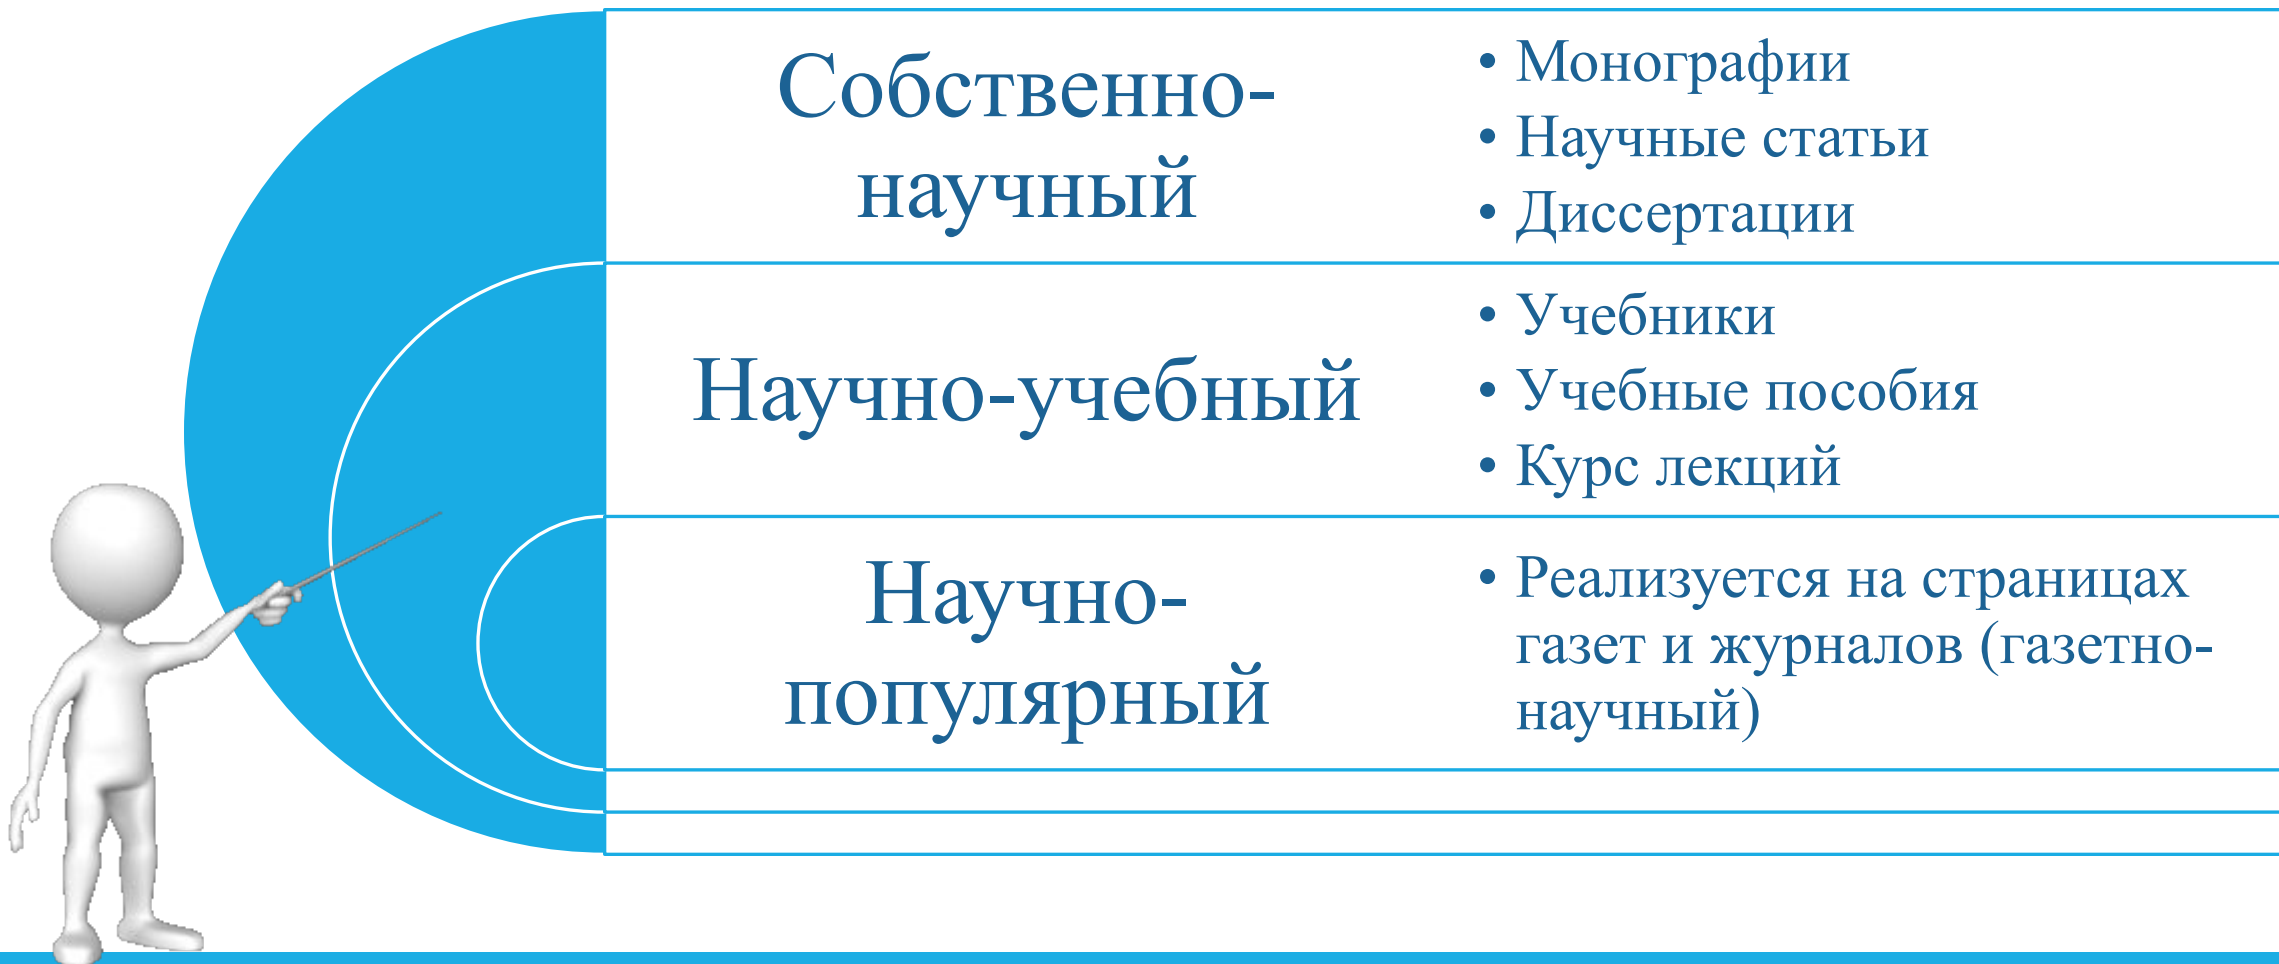 Собственно-
научный
• Монографии
• Научные статьи
• Диссертации
Научно-учебный
• Учебники
• Учебные пособия
• Курс лекций
Научно-
популярный
• Реализуется на страницах
газет и журналов (газетно-
научный)